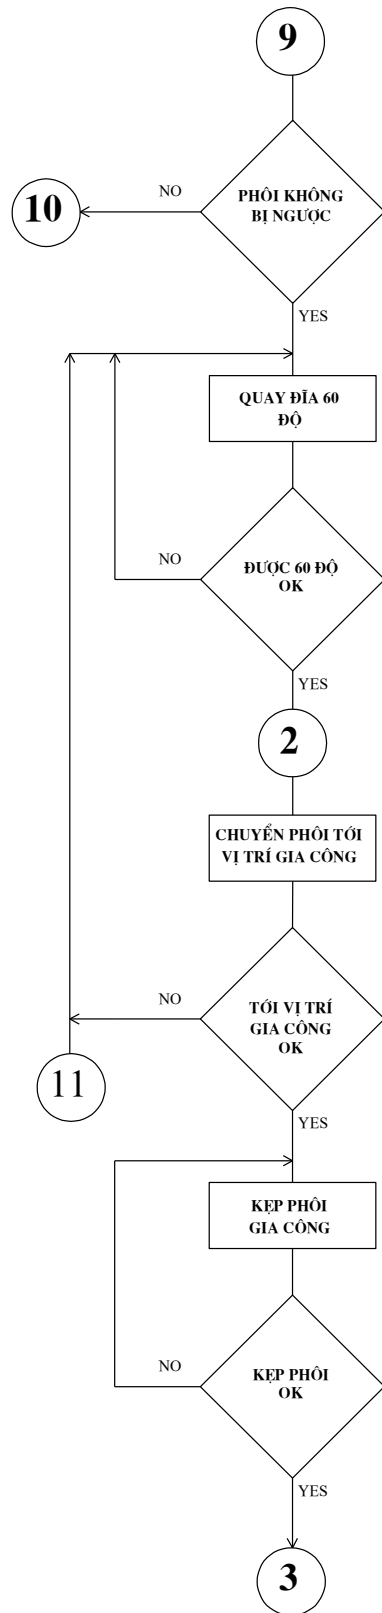 9
PHÔI KHÔNG
BỊ NGƯỢC
NO
10
YES
QUAY ĐĨA 60
ĐỘ
NO
ĐƯỢC 60 ĐỘ
OK
YES
2
CHUYỂN PHÔI TỚI
VỊ TRÍ GIA CÔNG
NO
TỚI VỊ TRÍ
GIA CÔNG
OK
11
YES
KẸP PHÔI
GIA CÔNG
NO
KẸP PHÔI
OK
YES
3